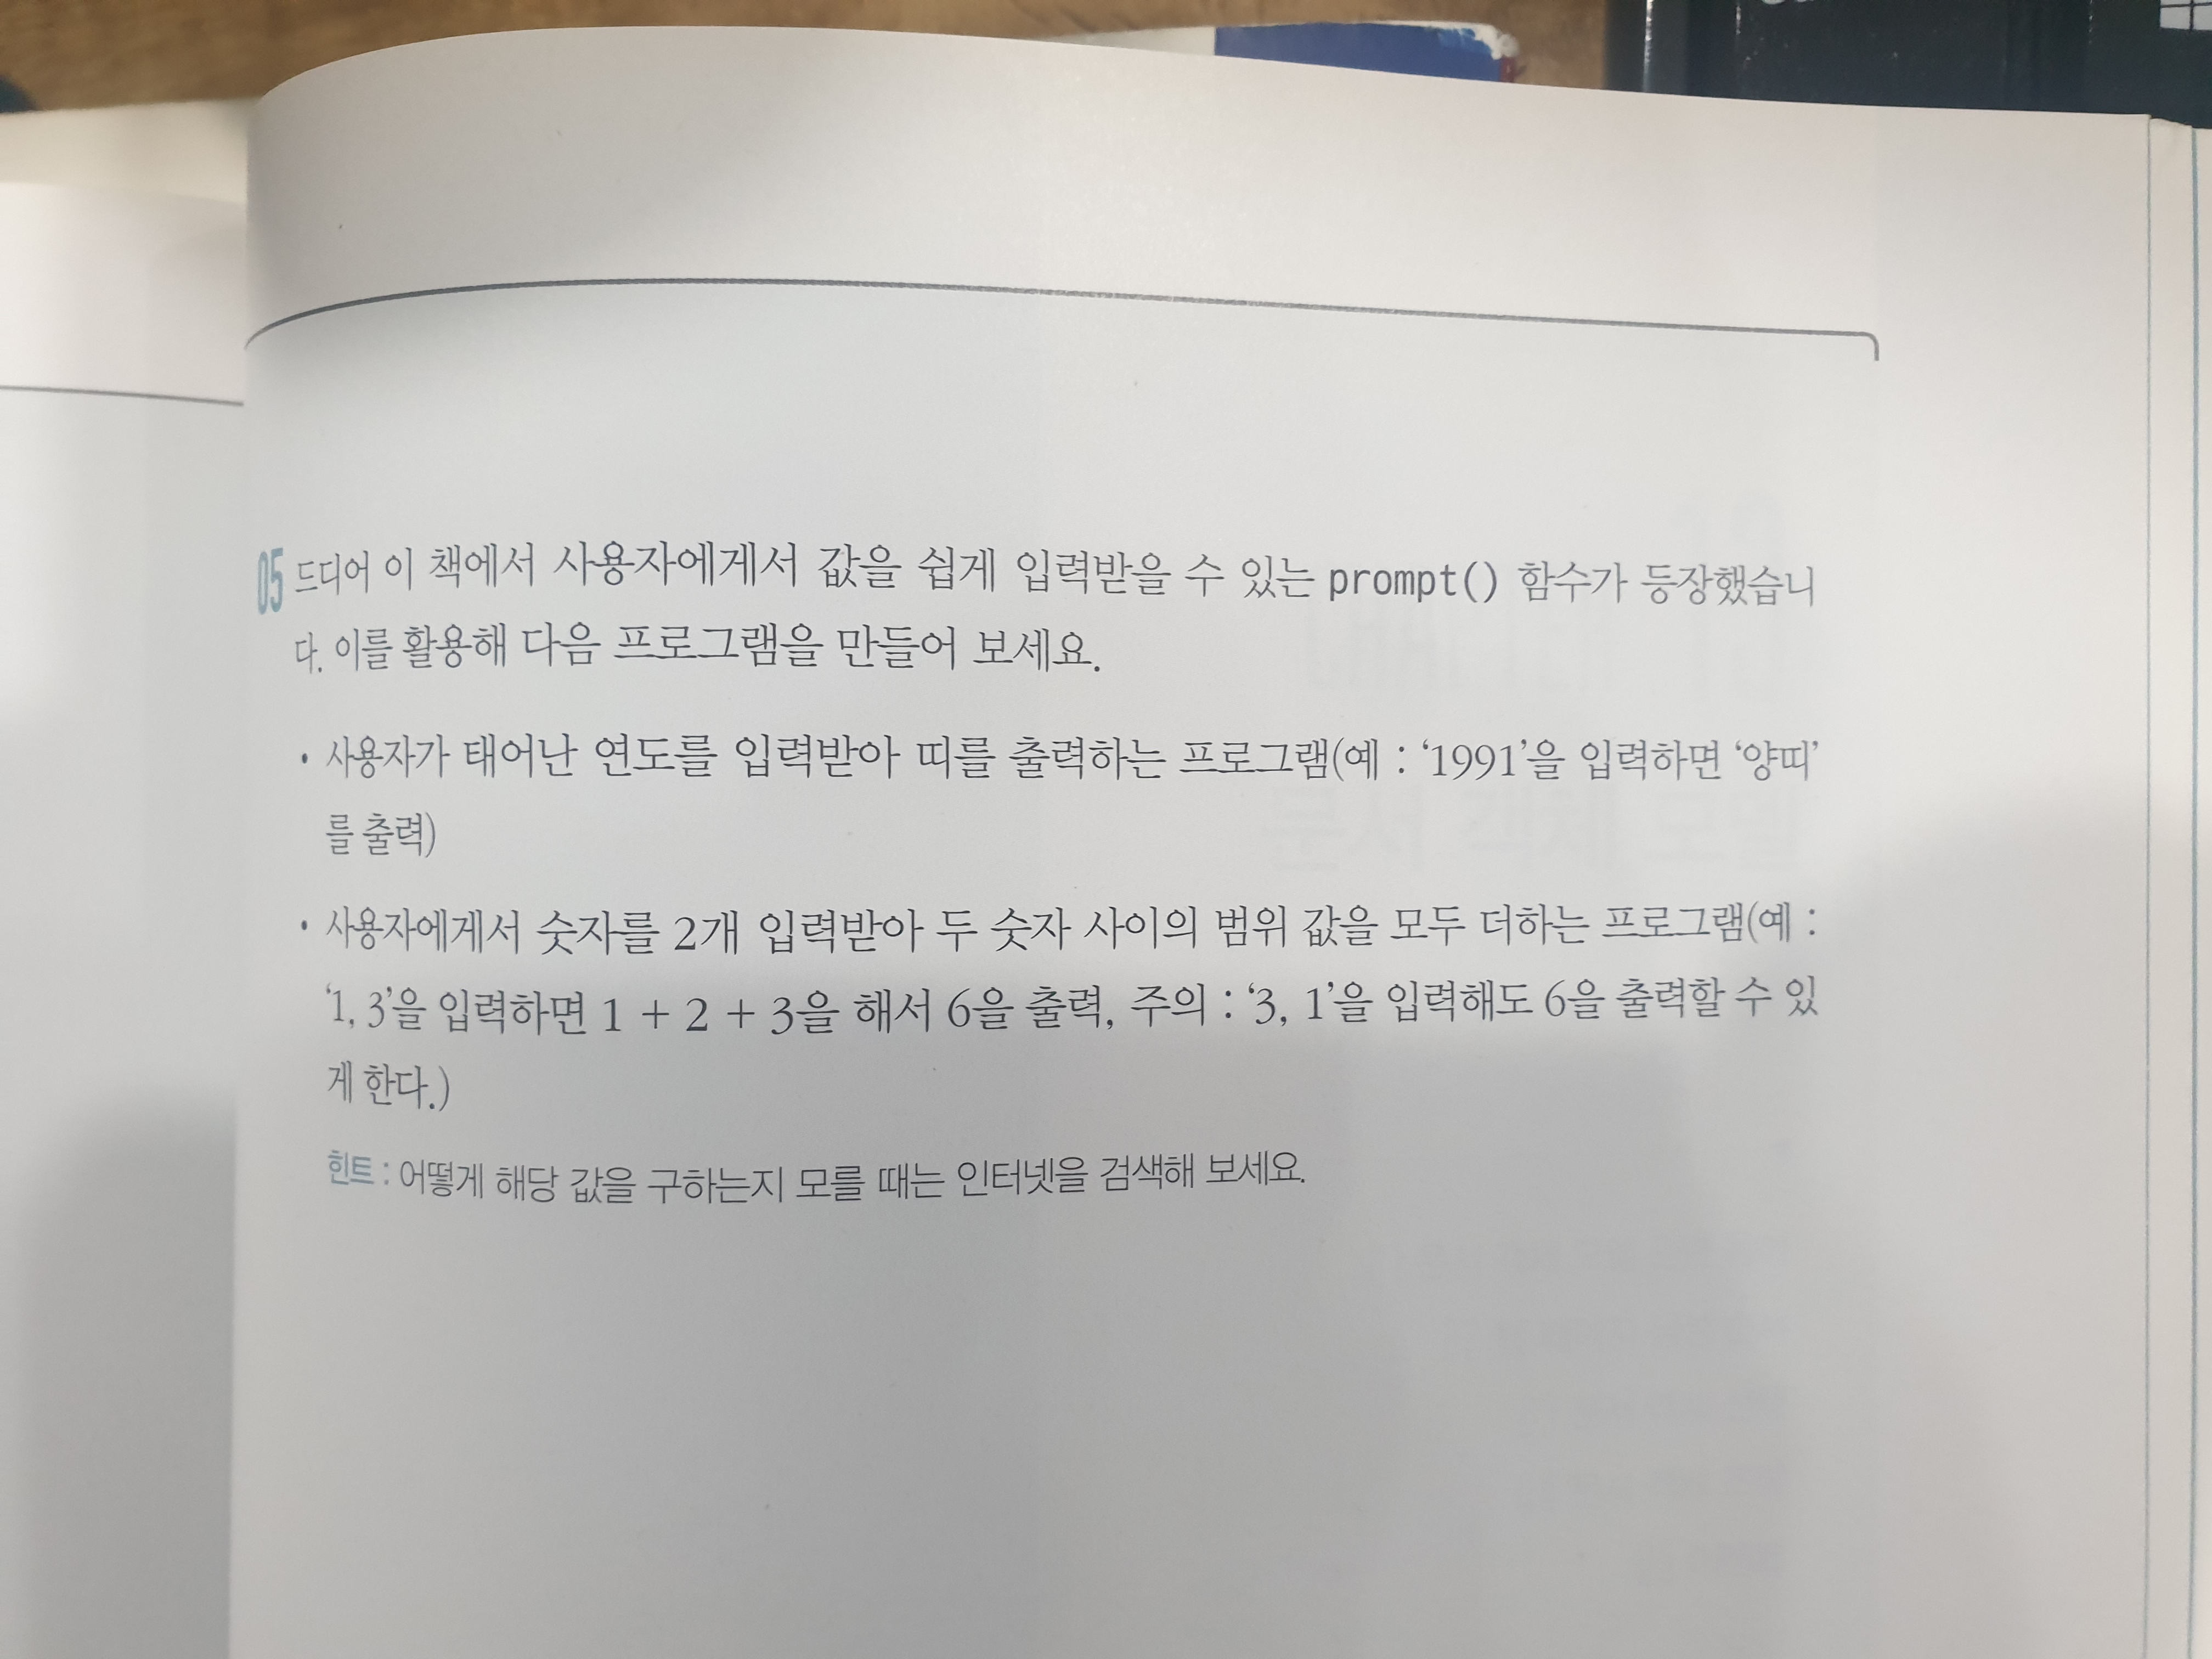 05 드디어 이 책에서 사용자에게서 값을 쉽게 입력받을 수 있는 prompt() 함수가 등장했습니
다. 이를 활용해 다음 프로그램을 만들어 보세요.
• 사용자가 태어난 연도를 입력받아 띠를 출력하는 프로그램(예 : ‘1991’을 입력하면 ‘양띠’
를 출력)
• 사용자에게서 숫자를 2개 입력받아 두 숫자 사이의 범위 값을 모두 더하는 프로그램(예 :
‘1, 3’을 입력하면 1 + 2 + 3을 해서 6을 출력, 주의 : ‘3, 1’을 입력해도 6을 출력할 수 있
게 한다.)
힌트 : 어떻게 해당 값을 구하는지 모를 때는 인터넷을 검색해 보세요.